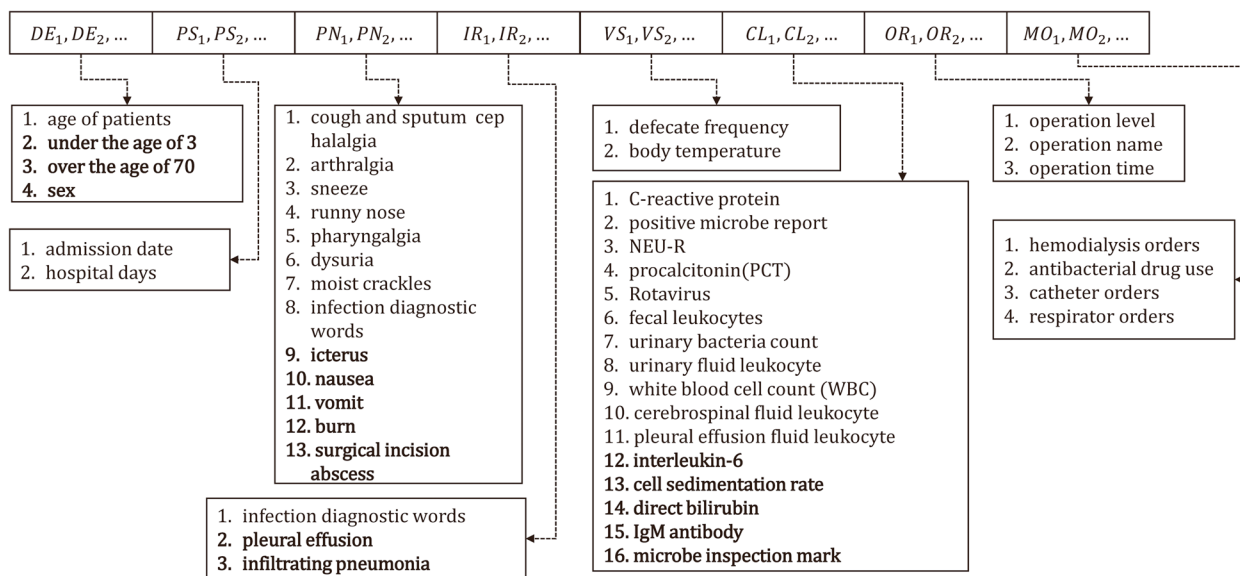 DE₁, DE₂, ... PS₁, PS₂, ... PN₁, PN₂, ... IR₁, IR₂, ... VS₁, VS₂, ... CL₁, CL₂, ... OR₁, OR₂, ... MO₁, MO₂, ...
1. age of patients
2. under the age of 3
3. over the age of 70
4. sex
1. admission date
2. hospital days
1. cough and sputum cep
halalgia
2. arthralgia
3. sneeze
4. runny nose
5. pharyngalgia
6. dysuria
7. moist crackles
8. infection diagnostic
words
9. icterus
10. nausea
11. vomit
12. burn
13. surgical incision
abscess
1. infection diagnostic words
2. pleural effusion
3. infiltrating pneumonia
1. defecate frequency
2. body temperature
1. C-reactive protein
2. positive microbe report
3. NEU-R
4. procalcitonin(PCT)
5. Rotavirus
6. fecal leukocytes
7. urinary bacteria count
8. urinary fluid leukocyte
9. white blood cell count (WBC)
10. cerebrospinal fluid leukocyte
11. pleural effusion fluid leukocyte
12. interleukin-6
13. cell sedimentation rate
14. direct bilirubin
15. IgM antibody
16. microbe inspection mark
1. operation level
2. operation name
3. operation time
1. hemodialysis orders
2. antibacterial drug use
3. catheter orders
4. respirator orders